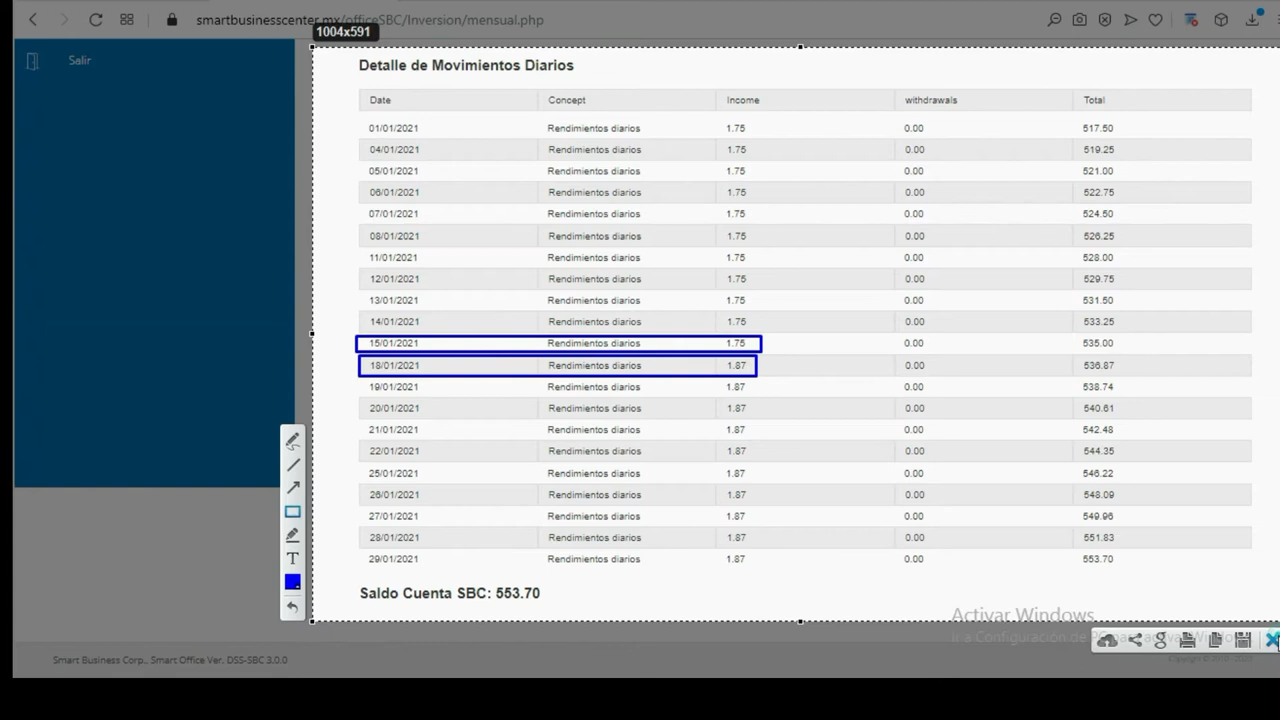 smartbusinesscenter.mx/officeSBC/Inversion/mensual.php
1004x591
Salir
Detalle de Movimientos Diarios
Date Concept Income withdrawals Total
01/01/2021 Rendimientos diarios 1.75 0.00 517.50
04/01/2021 Rendimientos diarios 1.75 0.00 519.25
05/01/2021 Rendimientos diarios 1.75 0.00 521.00
06/01/2021 Rendimientos diarios 1.75 0.00 522.75
07/01/2021 Rendimientos diarios 1.75 0.00 524.50
08/01/2021 Rendimientos diarios 1.75 0.00 526.25
11/01/2021 Rendimientos diarios 1.75 0.00 528.00
12/01/2021 Rendimientos diarios 1.75 0.00 529.75
13/01/2021 Rendimientos diarios 1.75 0.00 531.50
14/01/2021 Rendimientos diarios 1.75 0.00 533.25
15/01/2021 Rendimientos diarios 1.75 0.00 535.00
18/01/2021 Rendimientos diarios 1.87 0.00 536.87
19/01/2021 Rendimientos diarios 1.87 0.00 538.74
20/01/2021 Rendimientos diarios 1.87 0.00 540.61
21/01/2021 Rendimientos diarios 1.87 0.00 542.48
22/01/2021 Rendimientos diarios 1.87 0.00 544.35
25/01/2021 Rendimientos diarios 1.87 0.00 546.22
26/01/2021 Rendimientos diarios 1.87 0.00 548.09
27/01/2021 Rendimientos diarios 1.87 0.00 549.96
28/01/2021 Rendimientos diarios 1.87 0.00 551.83
29/01/2021 Rendimientos diarios 1.87 0.00 553.70
Saldo Cuenta SBC: 553.70
Activar Windows
Ir a Configuración de
Smart Business Corp., Smart Office Ver. DSS-SBC 3.0.0